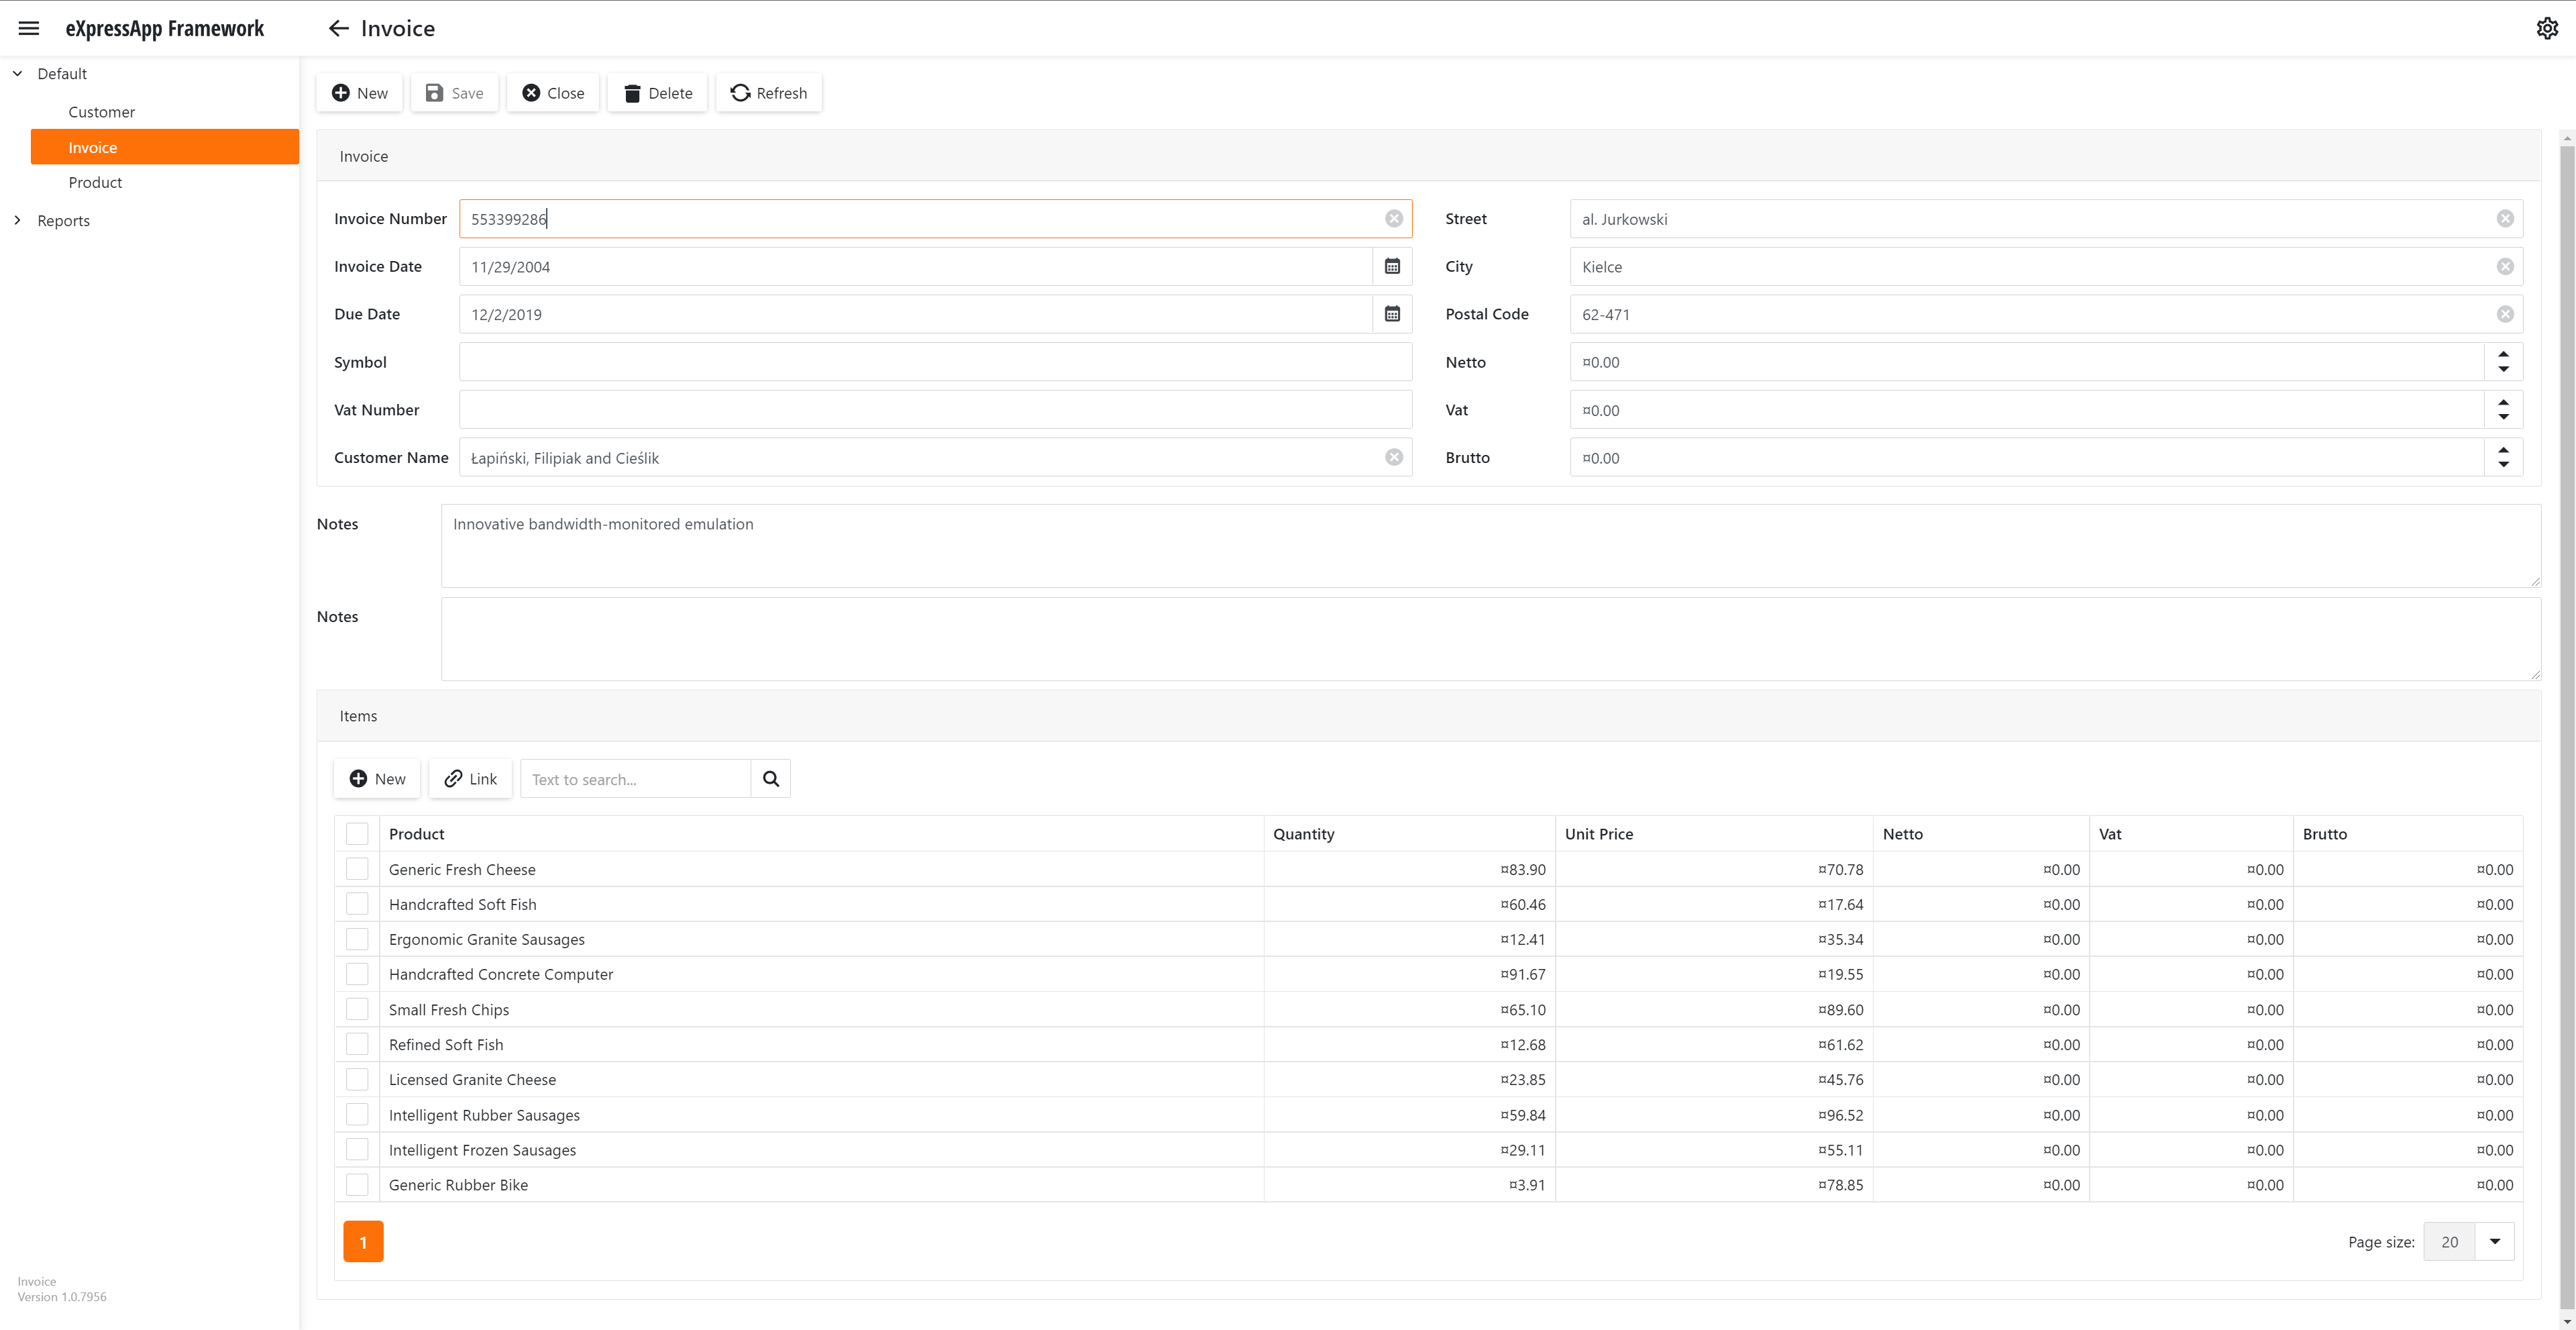 eXpressApp Framework
Invoice
Default
Customer
Invoice
Product
Reports
New Save Close Delete Refresh
Invoice
Invoice Number 553399286 Street al. Jurkowski
Invoice Date 11/29/2004 City Kielce
Due Date 12/2/2019 Postal Code 62-471
Symbol Netto ¤0.00
Vat Number Vat ¤0.00
Customer Name Łapiński, Filipiak and Cieślik Brutto ¤0.00
Notes Innovative bandwidth-monitored emulation
Notes
Items
New Link Text to search...
Product Quantity Unit Price Netto Vat Brutto
Generic Fresh Cheese ¤83.90 ¤70.78 ¤0.00 ¤0.00 ¤0.00
Handcrafted Soft Fish ¤60.46 ¤17.64 ¤0.00 ¤0.00 ¤0.00
Ergonomic Granite Sausages ¤12.41 ¤35.34 ¤0.00 ¤0.00 ¤0.00
Handcrafted Concrete Computer ¤91.67 ¤19.55 ¤0.00 ¤0.00 ¤0.00
Small Fresh Chips ¤65.10 ¤89.60 ¤0.00 ¤0.00 ¤0.00
Refined Soft Fish ¤12.68 ¤61.62 ¤0.00 ¤0.00 ¤0.00
Licensed Granite Cheese ¤23.85 ¤45.76 ¤0.00 ¤0.00 ¤0.00
Intelligent Rubber Sausages ¤59.84 ¤96.52 ¤0.00 ¤0.00 ¤0.00
Intelligent Frozen Sausages ¤29.11 ¤55.11 ¤0.00 ¤0.00 ¤0.00
Generic Rubber Bike ¤3.91 ¤78.85 ¤0.00 ¤0.00 ¤0.00
1 Page size: 20
Invoice
Version 1.0.7956